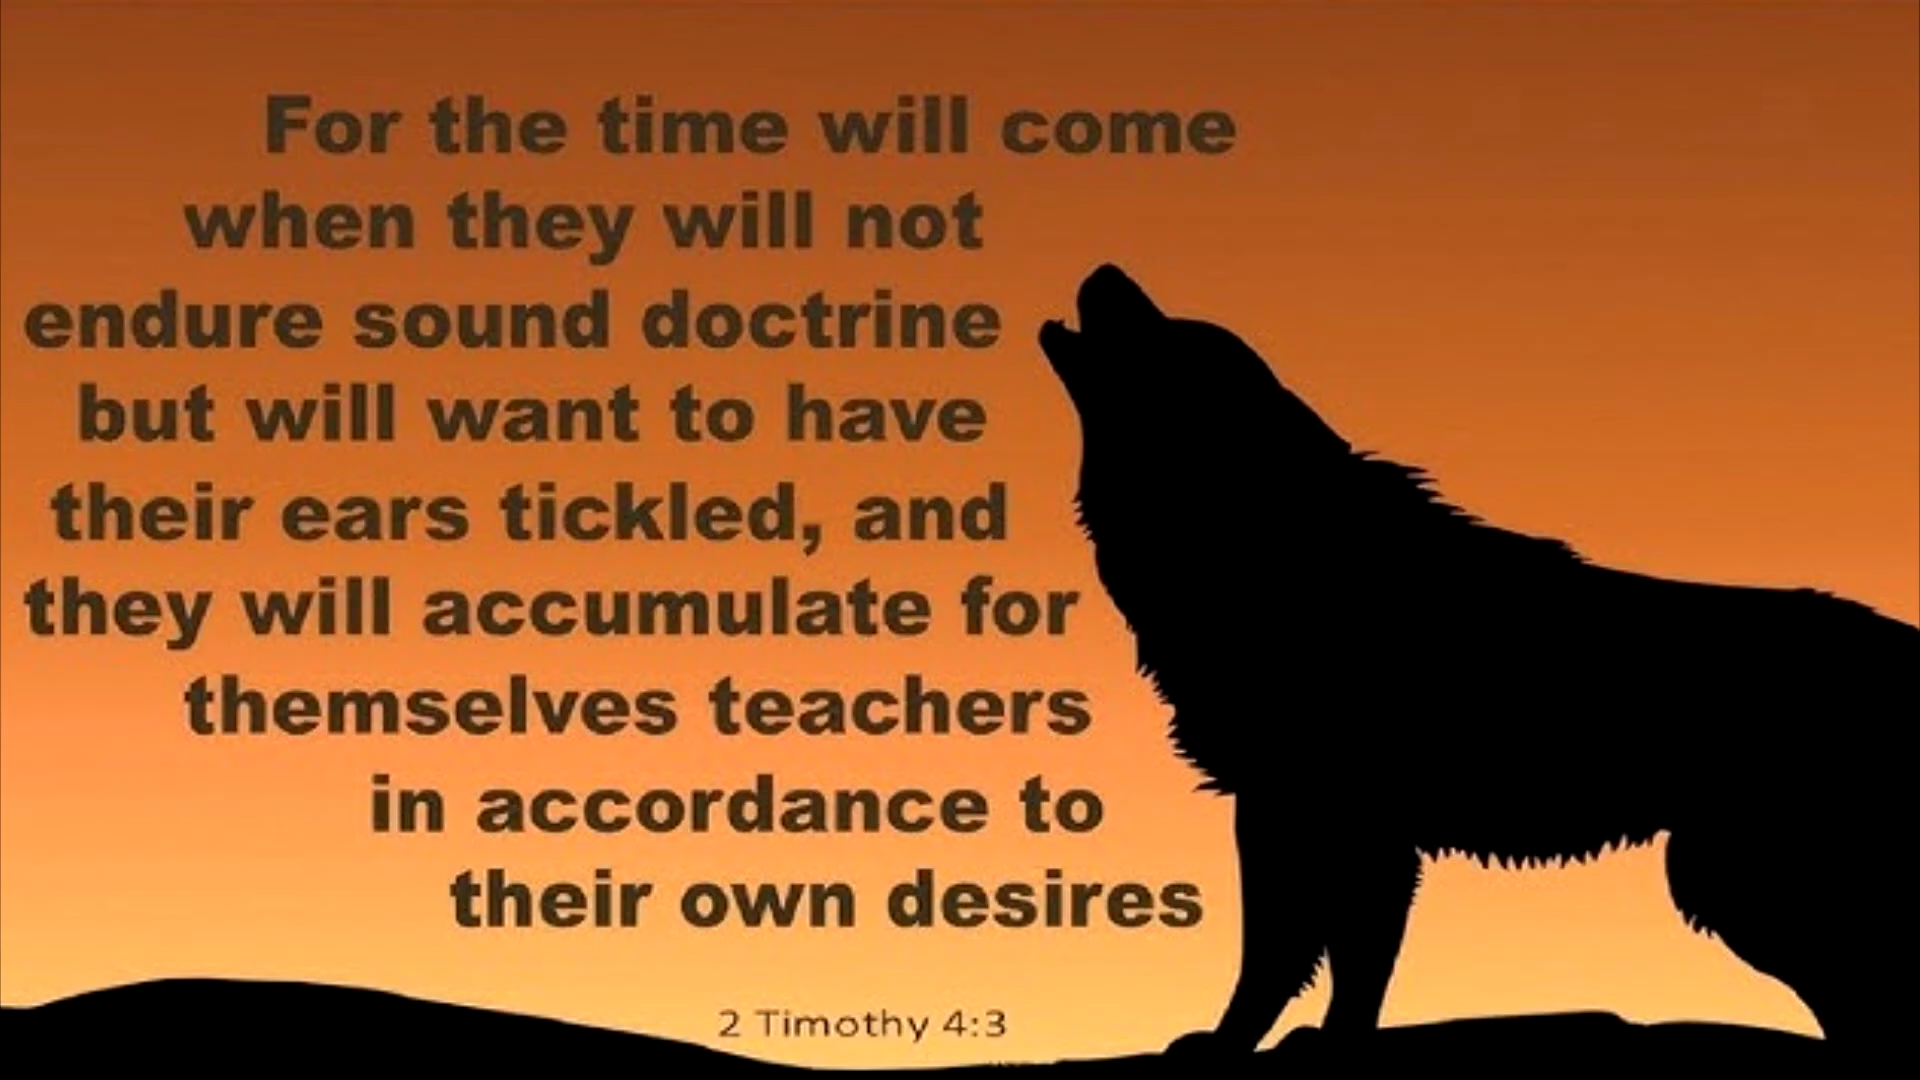 For the time will come
when they will not
endure sound doctrine
but will want to have
their ears tickled, and
they will accumulate for
themselves teachers
in accordance to
their own desires
2 Timothy 4:3